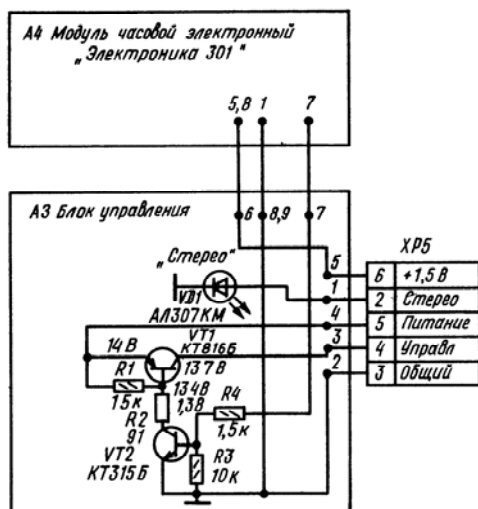 А4 Модуль часовой электронный
„Электроника 301"
5,8 1 7
А3 Блок управления
6 8,9 7
„Стерео"
VD1
АЛ307КМ
ХР5
5 6 +1,5 В
1 2 Стерео
4 5 Питание
3 4 Управл
2 3 Общий
14 В
VT1
КТ816Б
13 7 В
R1
1 5 к
13 4 В
1,3 В
R2
91
R4
1,5 к
VT2
КТ315 Б
R3
10 к